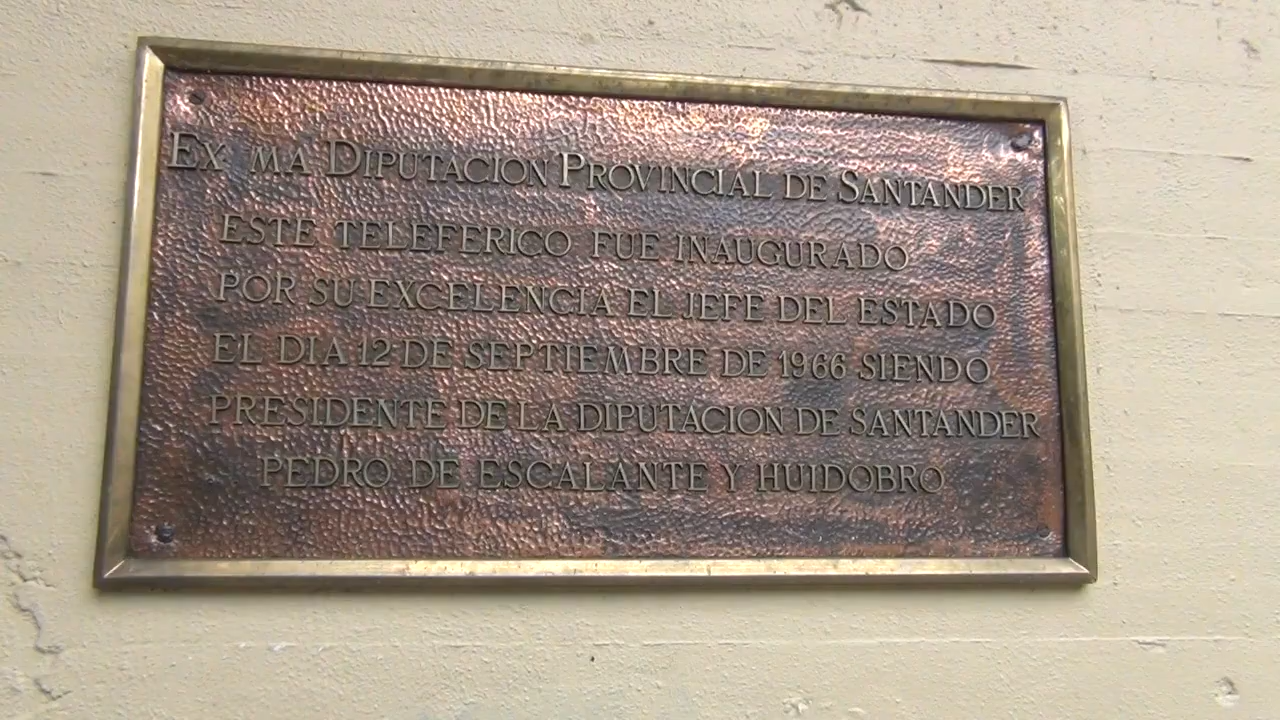 EX MA DIPUTACION PROVINCIAL DE SANTANDER
ESTE TELEFERICO FUE INAUGURADO
POR SU EXCELENCIA EL JEFE DEL ESTADO
EL DIA 12 DE SEPTIEMBRE DE 1966 SIENDO
PRESIDENTE DE LA DIPUTACION DE SANTANDER
PEDRO DE ESCALANTE Y HUIDOBRO